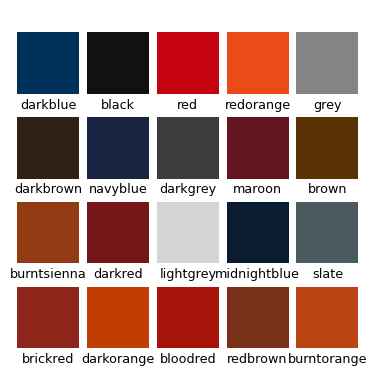 darkblue black red redorange grey
darkbrown navyblue darkgrey maroon brown
burntsienna darkred lightgrey midnightblue slate
brickred darkorange bloodred redbrown burntorange